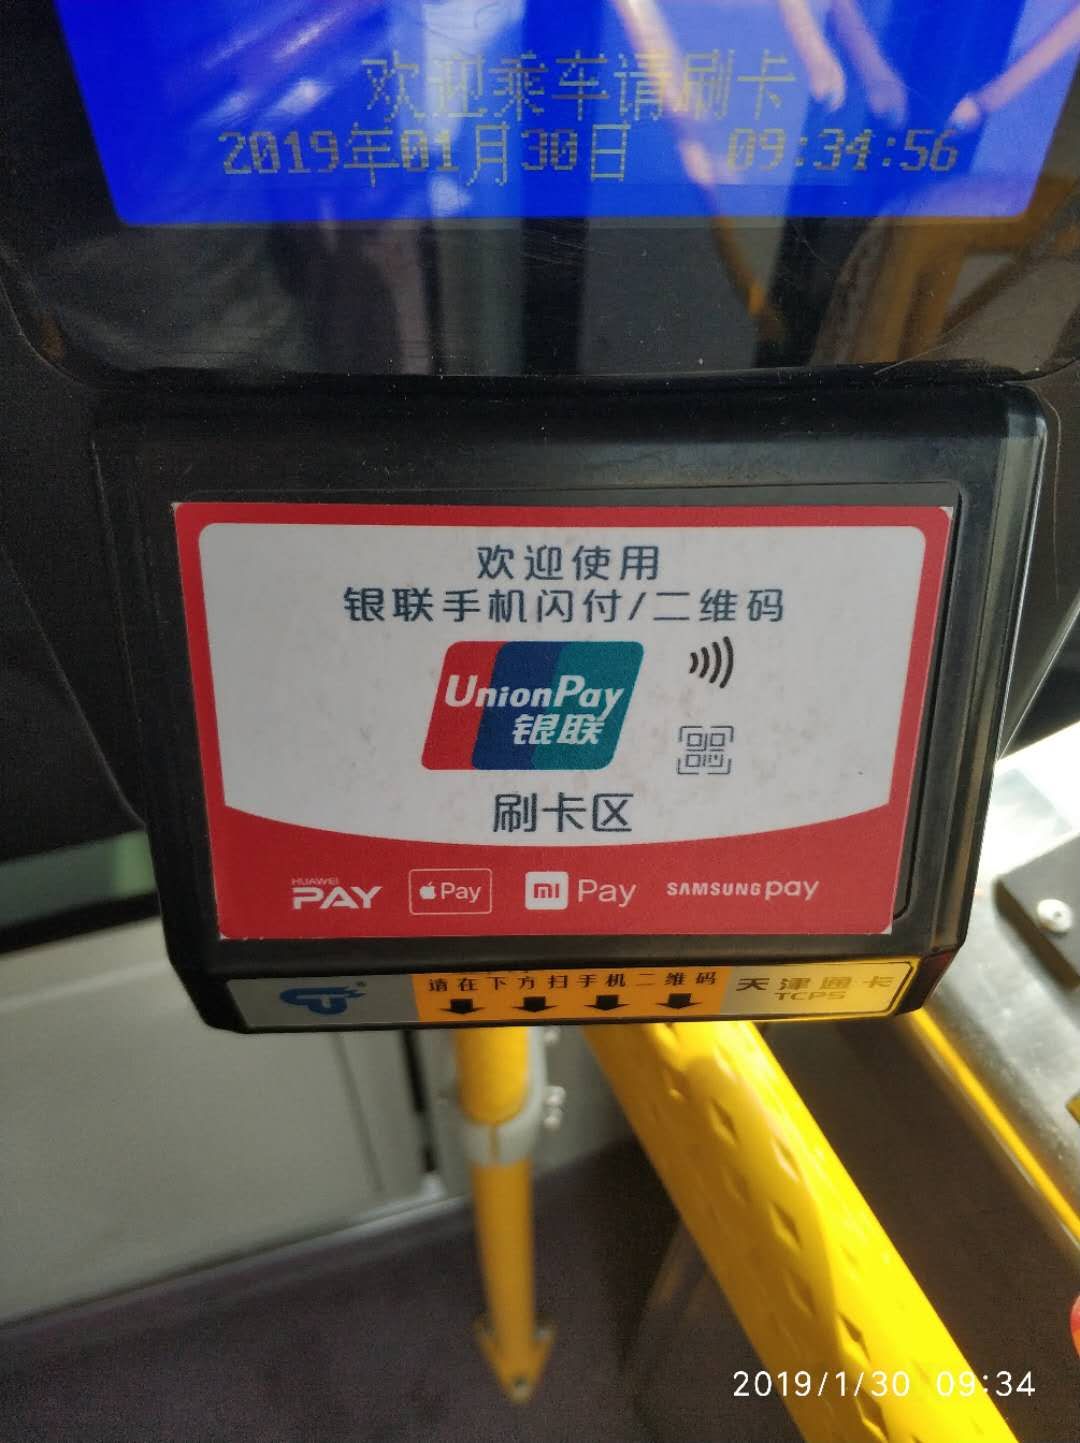 欢迎乘车请刷卡
2019年01月30日 09:34:56
欢迎使用
银联手机闪付/二维码
UnionPay
银联
刷卡区
HUAWEI PAY Pay mi Pay SAMSUNG pay
请在下方扫手机二维码
天津通卡
TCPS
2019/1/30 09:34